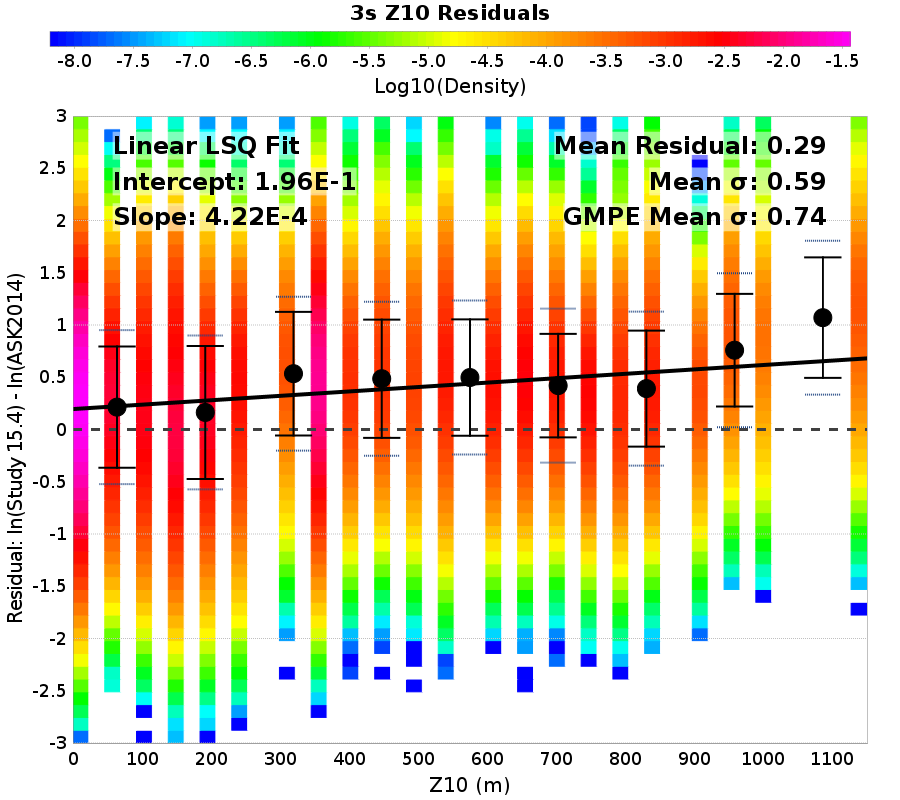 3s Z10 Residuals
-8.0 -7.5 -7.0 -6.5 -6.0 -5.5 -5.0 -4.5 -4.0 -3.5 -3.0 -2.5 -2.0 -1.5
Log10(Density)
Linear LSQ Fit
Intercept: 1.96E-1
Slope: 4.22E-4
Mean Residual: 0.29
Mean σ: 0.59
GMPE Mean σ: 0.74
Residual: ln(Study 15.4) - ln(ASK2014)
3
2.5
2
1.5
1
0.5
0
-0.5
-1
-1.5
-2
-2.5
-3
0 100 200 300 400 500 600 700 800 900 1000 1100
Z10 (m)